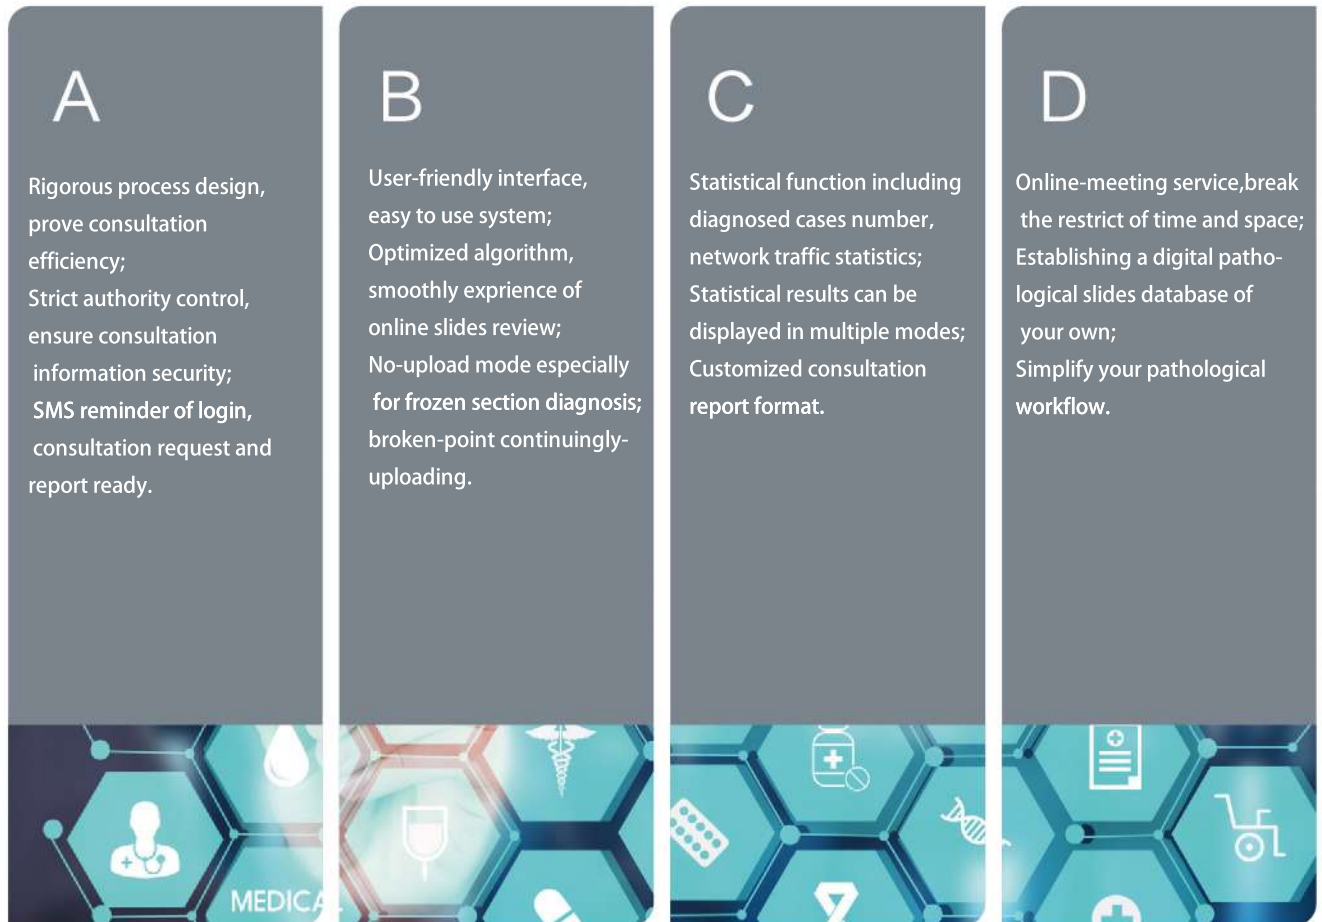 A
Rigorous process design,
prove consultation
efficiency;
Strict authority control,
ensure consultation
information security;
SMS reminder of login,
consultation request and
report ready.
B
User-friendly interface,
easy to use system;
Optimized algorithm,
smoothly exprience of
online slides review;
No-upload mode especially
for frozen section diagnosis;
broken-point continuingly-
uploading.
C
Statistical function including
diagnosed cases number,
network traffic statistics;
Statistical results can be
displayed in multiple modes;
Customized consultation
report format.
D
Online-meeting service,break
the restrict of time and space;
Establishing a digital patho-
logical slides database of
your own;
Simplify your pathological
workflow.
MEDICA